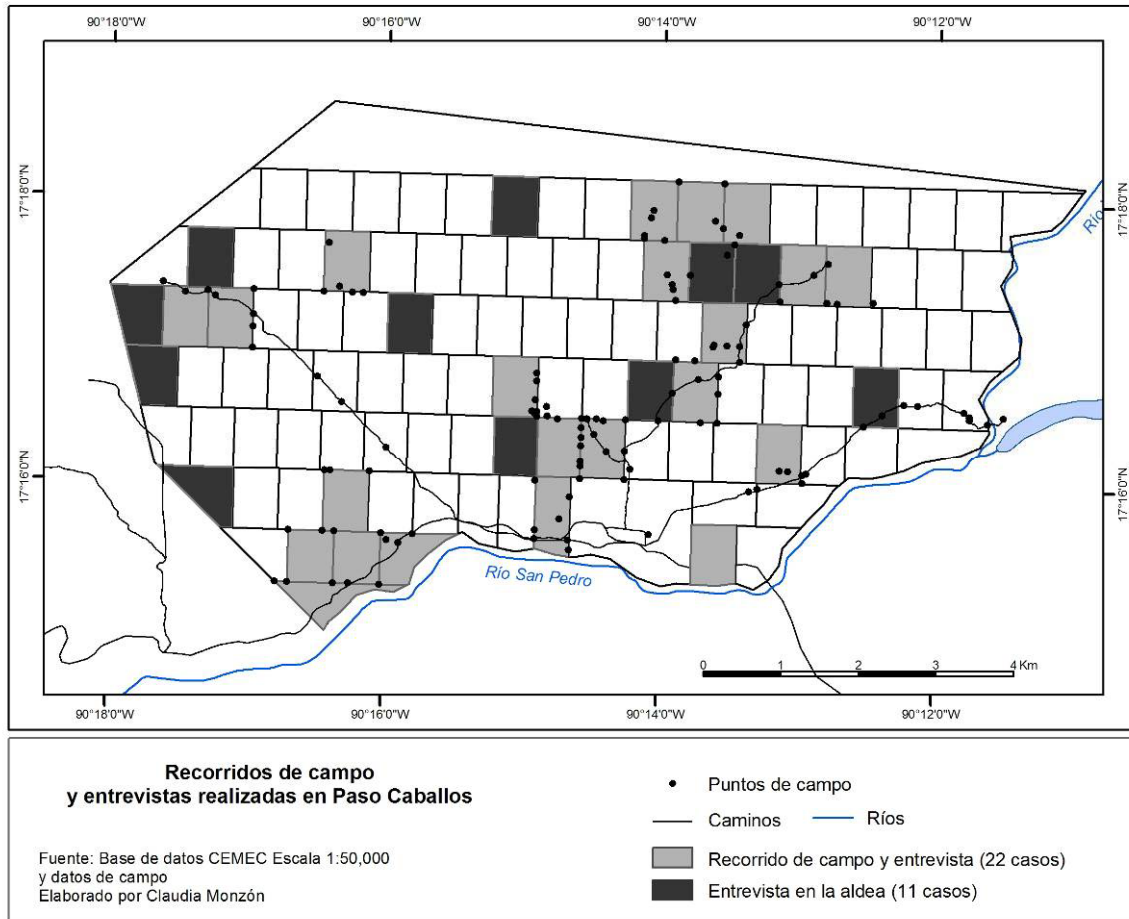 90°18'0"W 90°16'0"W 90°14'0"W 90°12'0"W
17°18'0"N 17°18'0"N
Río
17°16'0"N 17°16'0"N
Río San Pedro
0 1 2 3 4 Km
90°18'0"W 90°16'0"W 90°14'0"W 90°12'0"W
Recorridos de campo
y entrevistas realizadas en Paso Caballos
Fuente: Base de datos CEMEC Escala 1:50,000
y datos de campo
Elaborado por Claudia Monzón
Puntos de campo
Caminos Ríos
Recorrido de campo y entrevista (22 casos)
Entrevista en la aldea (11 casos)